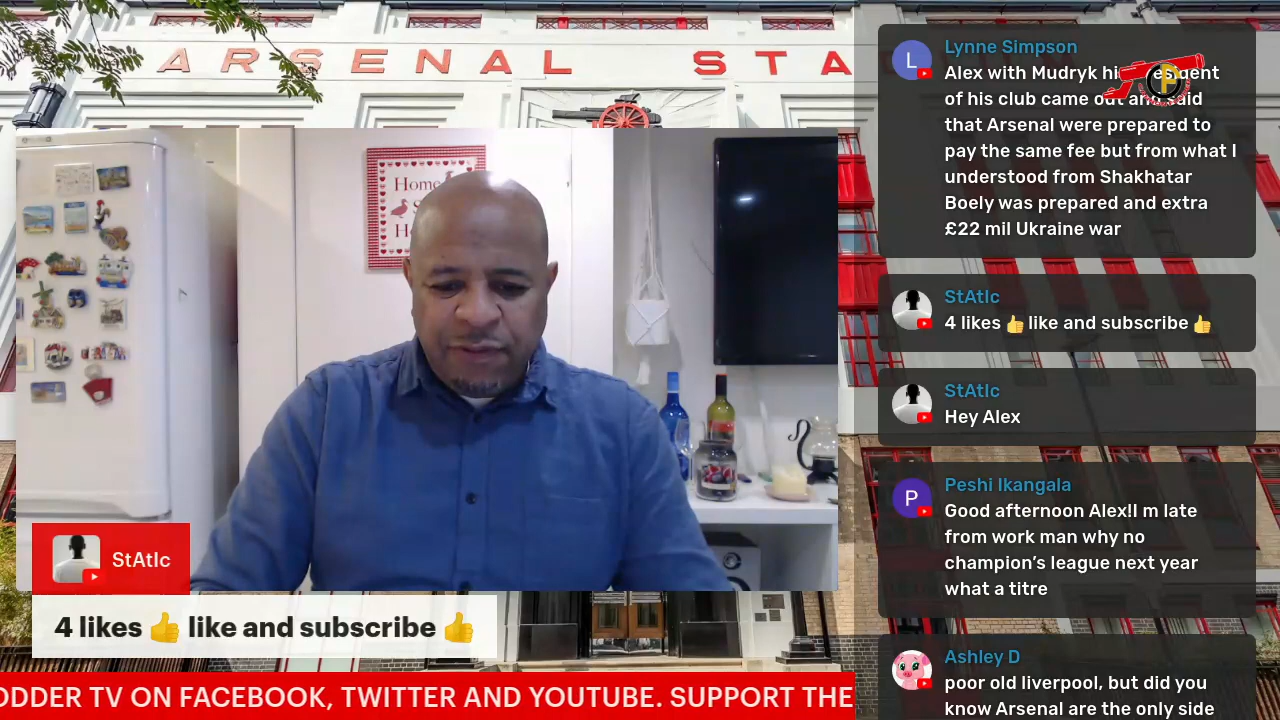 ARSENAL STA
Home
S
H
Lynne Simpson
Alex with Mudryk
of his club came out and said
that Arsenal were prepared to
pay the same fee but from what I
understood from Shakhatar
Boely was prepared and extra
£22 mil Ukraine war
StAtIc
4 likes 👍 like and subscribe 👍
StAtIc
Hey Alex
Peshi Ikangala
Good afternoon Alex!I m late
from work man why no
champion's league next year
what a titre
Ashley D
poor old liverpool, but did you
know Arsenal are the only side
StAtIc
4 likes 👍 like and subscribe 👍
ODDER TV ON FACEBOOK, TWITTER AND YOUTUBE. SUPPORT THE